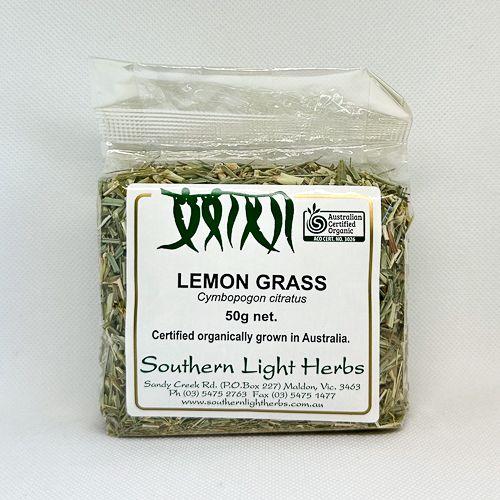 Australian
Certified
Organic
ACO CERT. NO. 1026
LEMON GRASS
Cymbopogon citratus
50g net.
Certified organically grown in Australia.
Southern Light Herbs
Sandy Creek Rd. (P.O.Box 227) Maldon, Vic. 3463
Ph (03) 5475 2763 Fax (03) 5475 1477
www.southernlightherbs.com.au